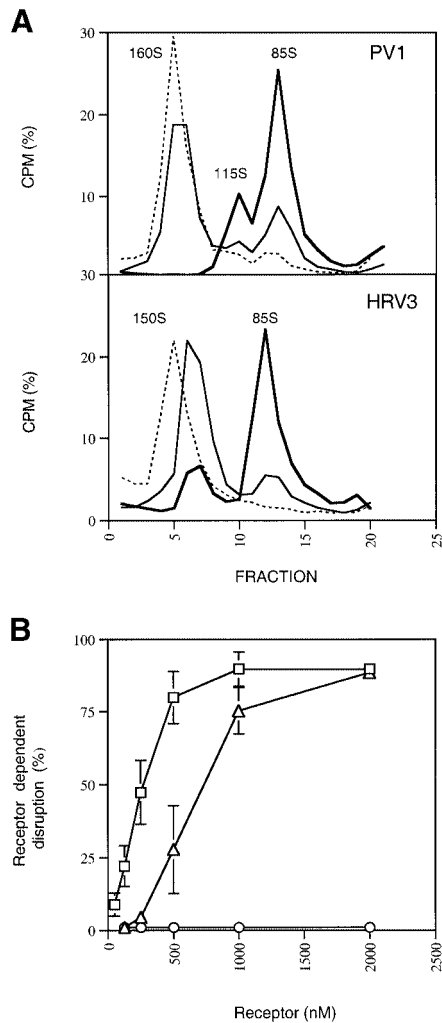 A
30
160S
85S
PV1
20
CPM (%)
115S
10
30
150S
85S
HRV3
20
CPM (%)
10
0
0
5
10
15
20
25
FRACTION
B
100
75
Receptor dependent
disruption (%)
50
25
0
0
500
1000
1500
2000
2500
Receptor (nM)